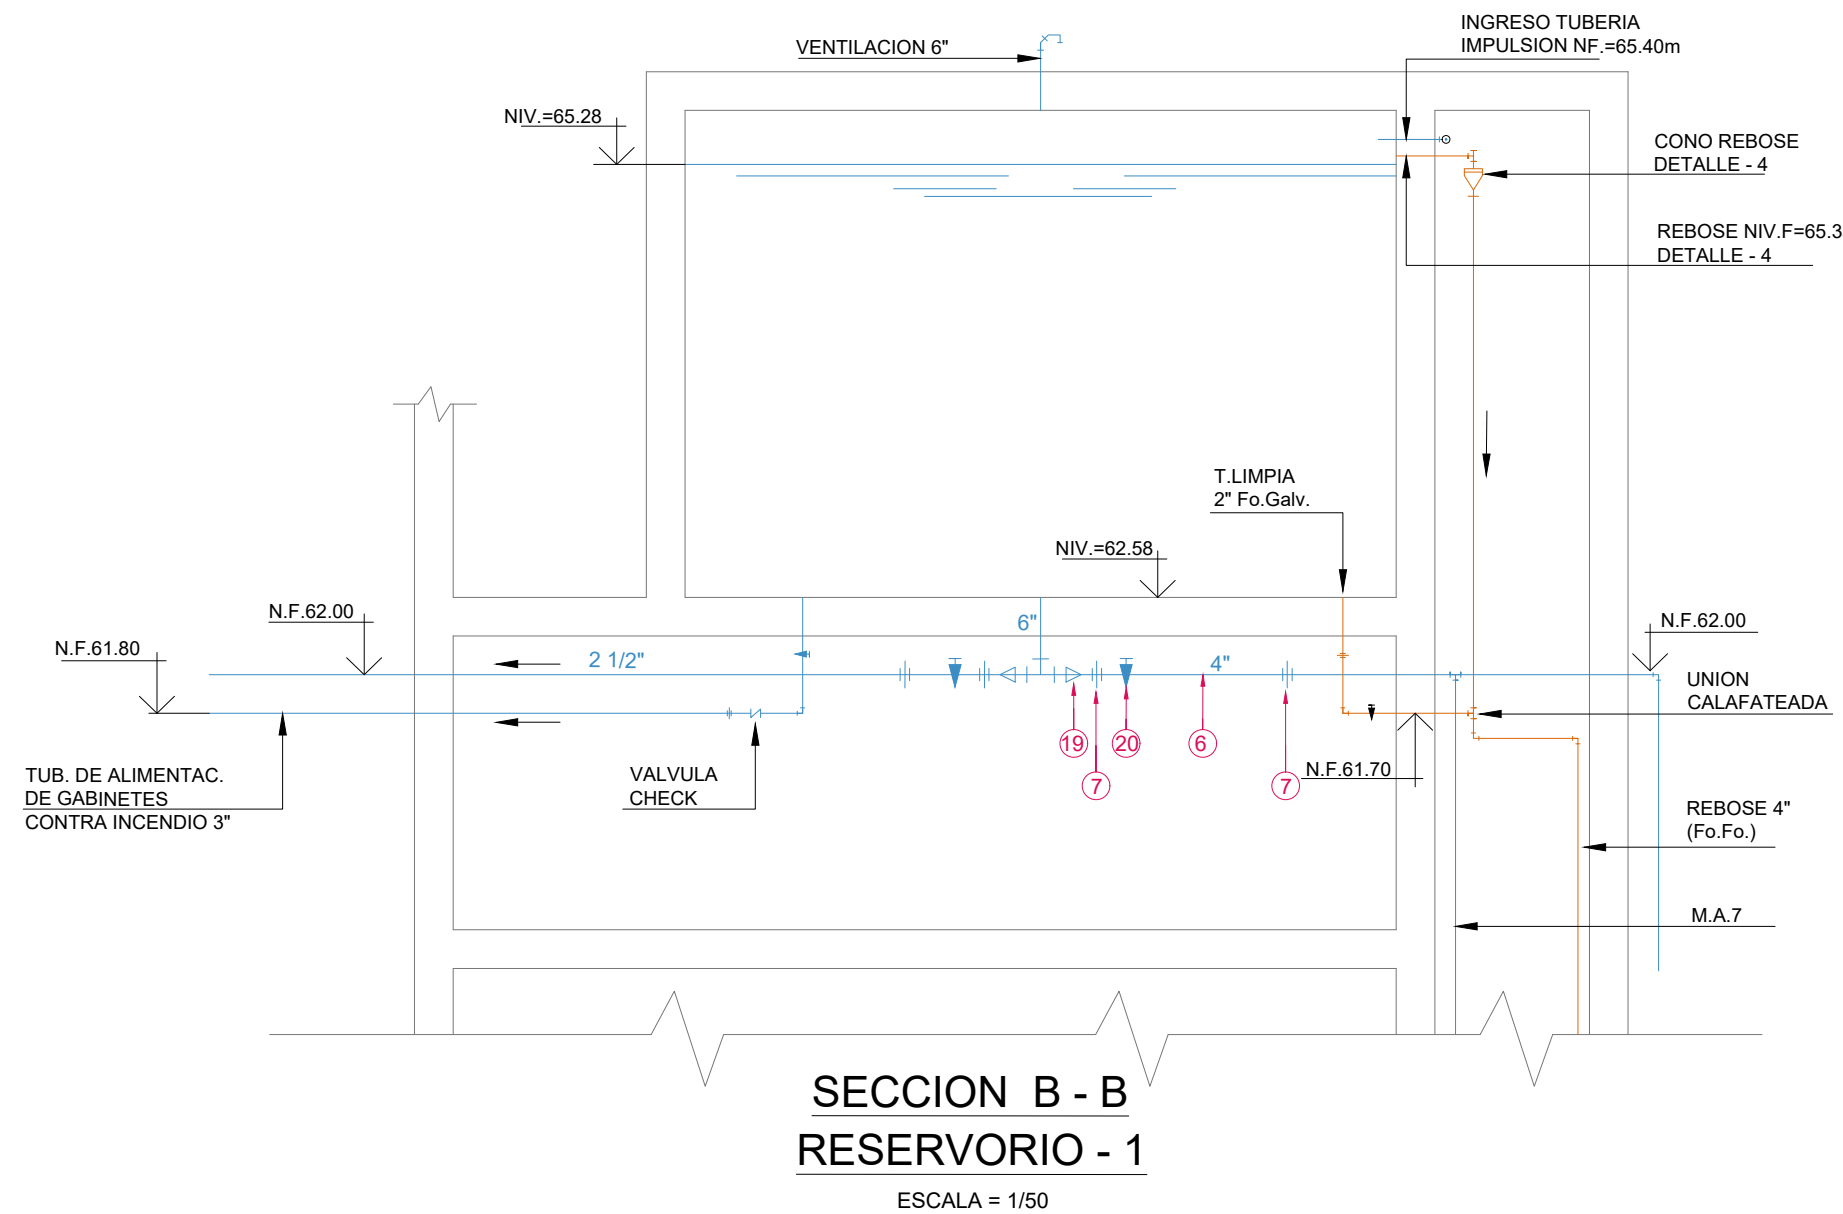 INGRESO TUBERIA
IMPULSION NF.=65.40m
VENTILACION 6"
NIV.=65.28
CONO REBOSE
DETALLE - 4
REBOSE NIV.F=65.3
DETALLE - 4
T.LIMPIA
2" Fo.Galv.
NIV.=62.58
N.F.62.00
6"
N.F.62.00
N.F.61.80
2 1/2"
4"
UNION
CALAFATEADA
19
20
6
7
7
N.F.61.70
TUB. DE ALIMENTAC.
DE GABINETES
CONTRA INCENDIO 3"
VALVULA
CHECK
REBOSE 4"
(Fo.Fo.)
M.A.7
SECCION B - B
RESERVORIO - 1
ESCALA = 1/50